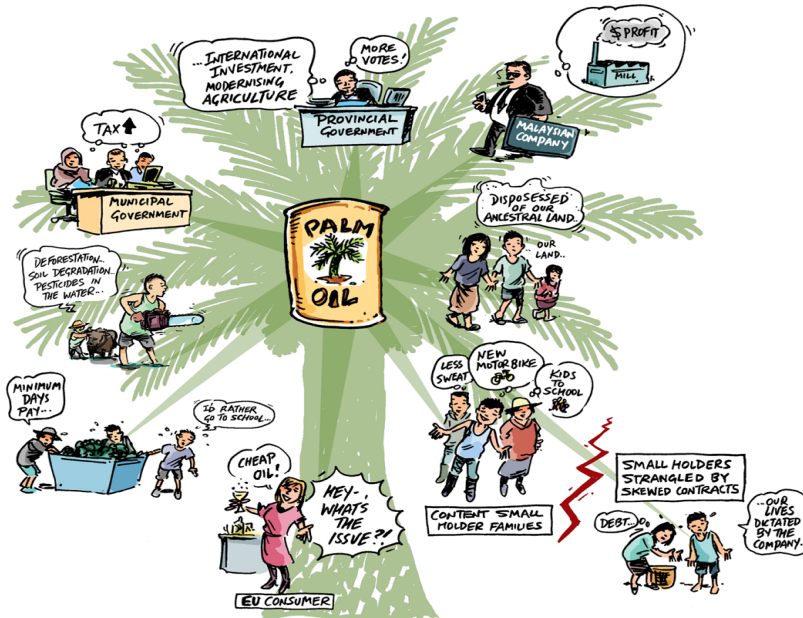 ...INTERNATIONAL
INVESTMENT,
MODERNISING
AGRICULTURE
MORE
VOTES!
PROVINCIAL
GOVERNMENT
$ PROFIT
MILL
MALAYSIAN
COMPANY
TAX
MUNICIPAL
GOVERNMENT
PALM
OIL
DISPOSSESSED
OF OUR
ANCESTRAL LAND..
.. OUR
LAND..
DEFORESTATION..
SOIL DEGRADATION..
PESTICIDES IN
THE WATER...
MINIMUM
DAYS
PAY...
I'D RATHER
GO TO SCHOOL...
CHEAP
OIL!
HEY-,
WHAT'S
THE
ISSUE?!
EU CONSUMER
LESS
SWEAT
NEW
MOTORBIKE
KIDS
TO
SCHOOL
CONTENT SMALL
HOLDER FAMILIES
SMALL HOLDERS
STRANGLED BY
SKEWED CONTRACTS
DEBT...
...OUR
LIVES
DICTATED
BY THE
COMPANY..